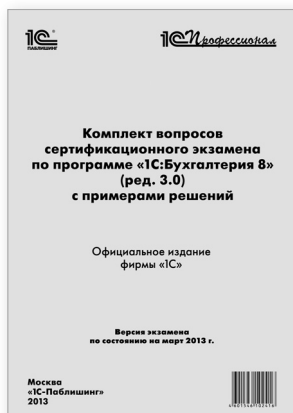 1С®
ПАБЛИШИНГ
1С Профессионал
Комплект вопросов
сертификационного экзамена
по программе «1С:Бухгалтерия 8»
(ред. 3.0)
с примерами решений
Официальное издание
фирмы «1С»
Версия экзамена
по состоянию на март 2013 г.
Москва
«1С-Паблишинг»
2013